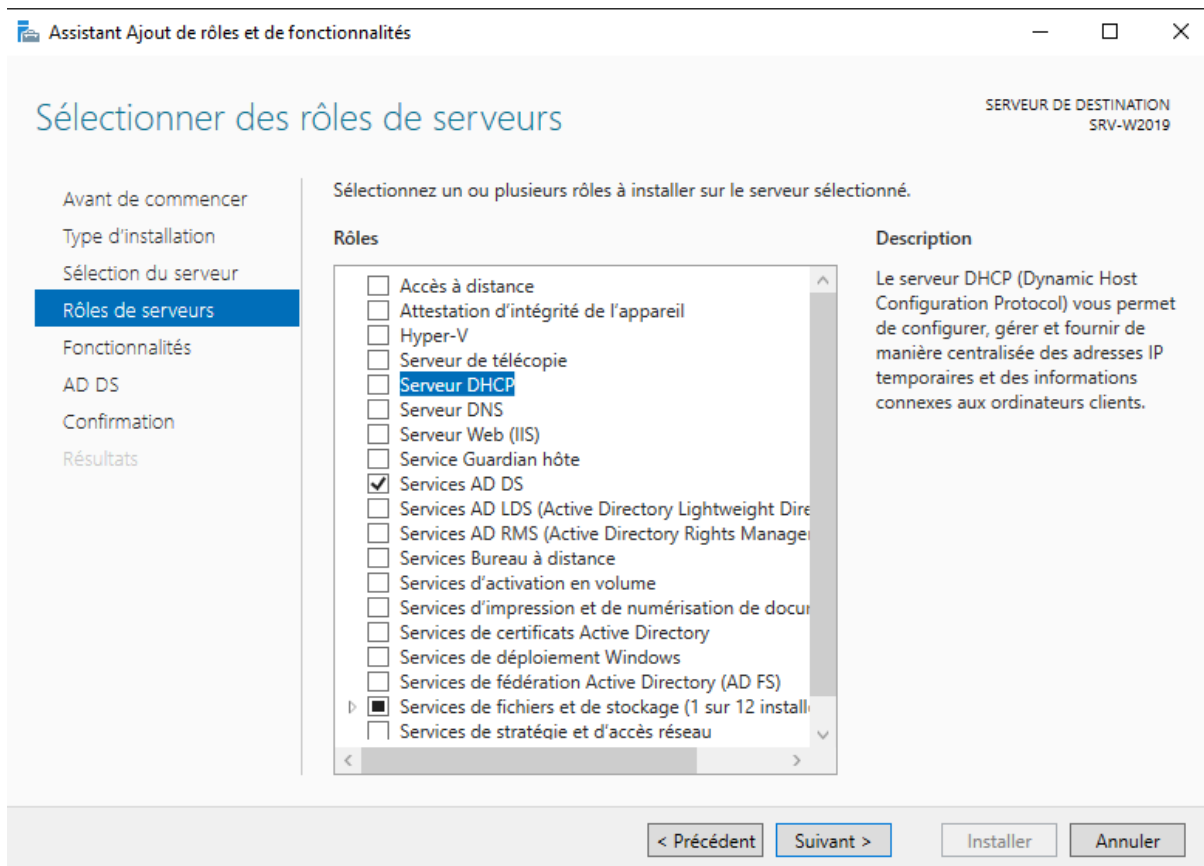 Assistant Ajout de rôles et de fonctionnalités
Sélectionner des rôles de serveurs
SERVEUR DE DESTINATION
SRV-W2019
Avant de commencer
Type d'installation
Sélection du serveur
Rôles de serveurs
Fonctionnalités
AD DS
Confirmation
Résultats
Sélectionnez un ou plusieurs rôles à installer sur le serveur sélectionné.
Rôles
Accès à distance
Attestation d'intégrité de l'appareil
Hyper-V
Serveur de télécopie
Serveur DHCP
Serveur DNS
Serveur Web (IIS)
Service Guardian hôte
Services AD DS
Services AD LDS (Active Directory Lightweight Dire
Services AD RMS (Active Directory Rights Manage
Services Bureau à distance
Services d'activation en volume
Services d'impression et de numérisation de docu
Services de certificats Active Directory
Services de déploiement Windows
Services de fédération Active Directory (AD FS)
Services de fichiers et de stockage (1 sur 12 install
Services de stratégie et d'accès réseau
Description
Le serveur DHCP (Dynamic Host
Configuration Protocol) vous permet
de configurer, gérer et fournir de
manière centralisée des adresses IP
temporaires et des informations
connexes aux ordinateurs clients.
< Précédent
Suivant >
Installer
Annuler